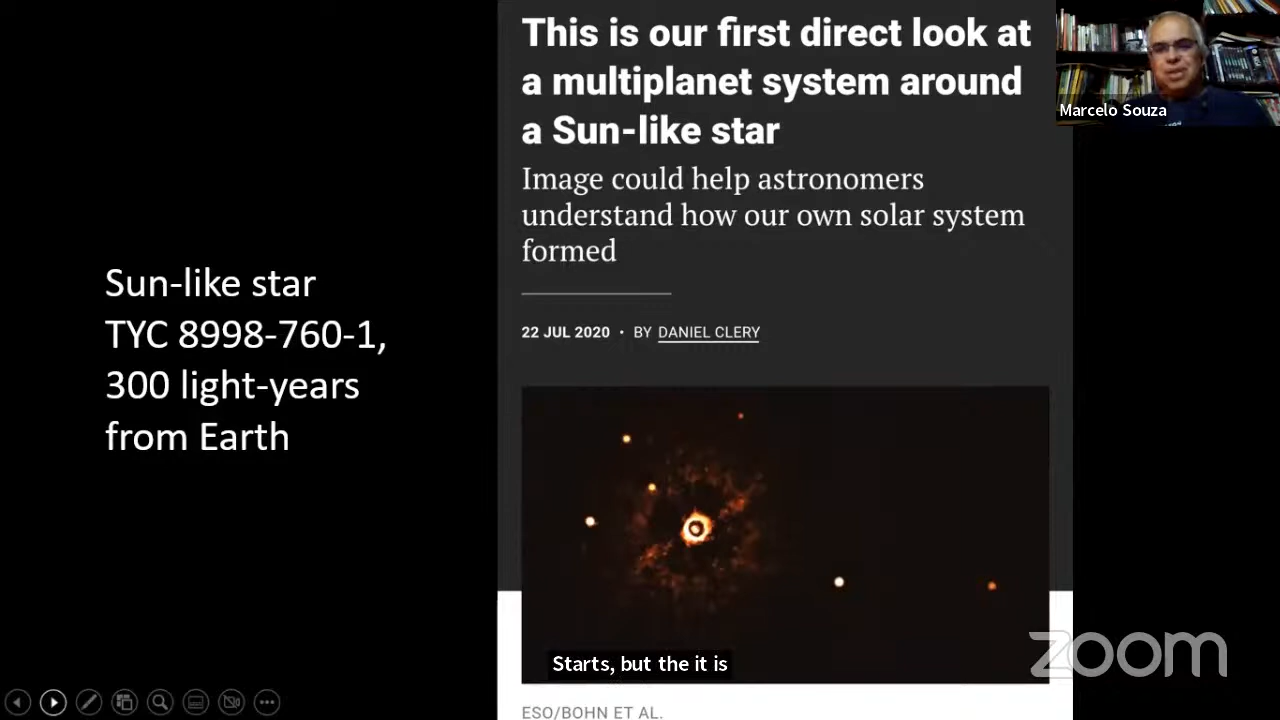 This is our first direct look at
a multiplanet system around
a Sun-like star
Image could help astronomers
understand how our own solar system
formed
22 JUL 2020 • BY DANIEL CLERY
Sun-like star
TYC 8998-760-1,
300 light-years
from Earth
Marcelo Souza
Starts, but the it is
zoom
ESO/BOHN ET AL.